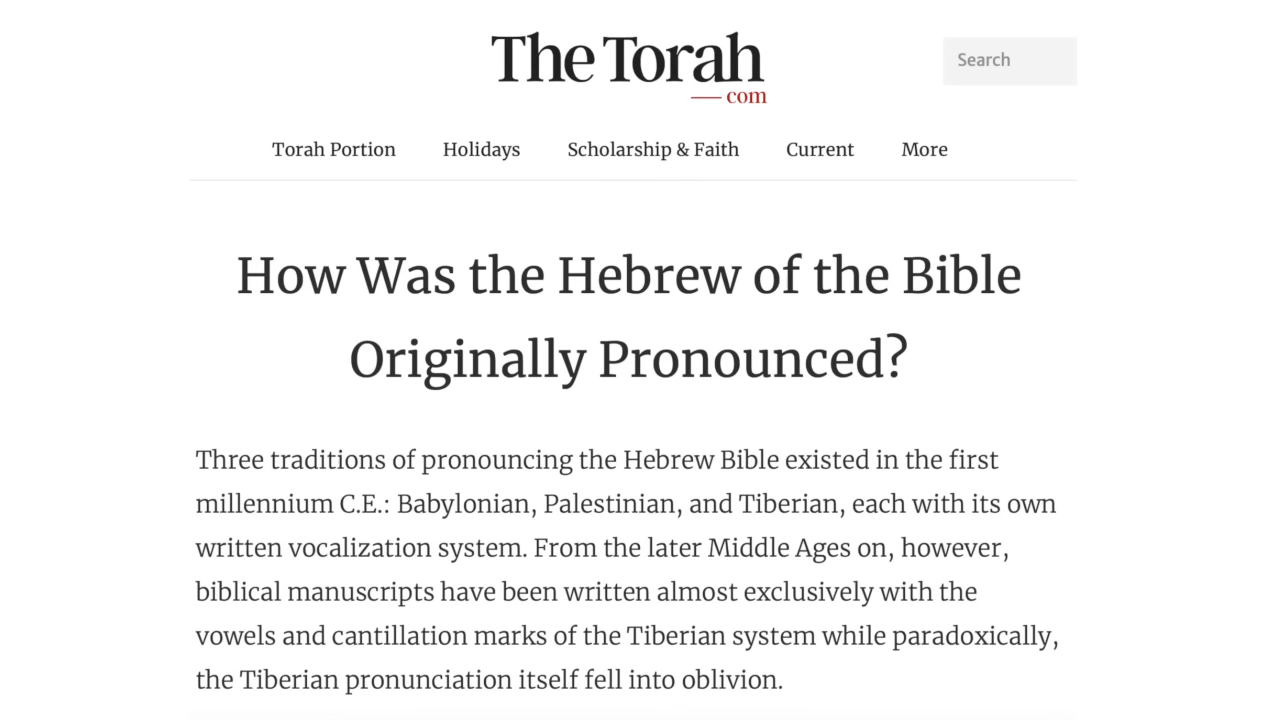 The Torah
com
Search
Torah Portion Holidays Scholarship & Faith Current More
How Was the Hebrew of the Bible
Originally Pronounced?
Three traditions of pronouncing the Hebrew Bible existed in the first
millennium C.E.: Babylonian, Palestinian, and Tiberian, each with its own
written vocalization system. From the later Middle Ages on, however,
biblical manuscripts have been written almost exclusively with the
vowels and cantillation marks of the Tiberian system while paradoxically,
the Tiberian pronunciation itself fell into oblivion.